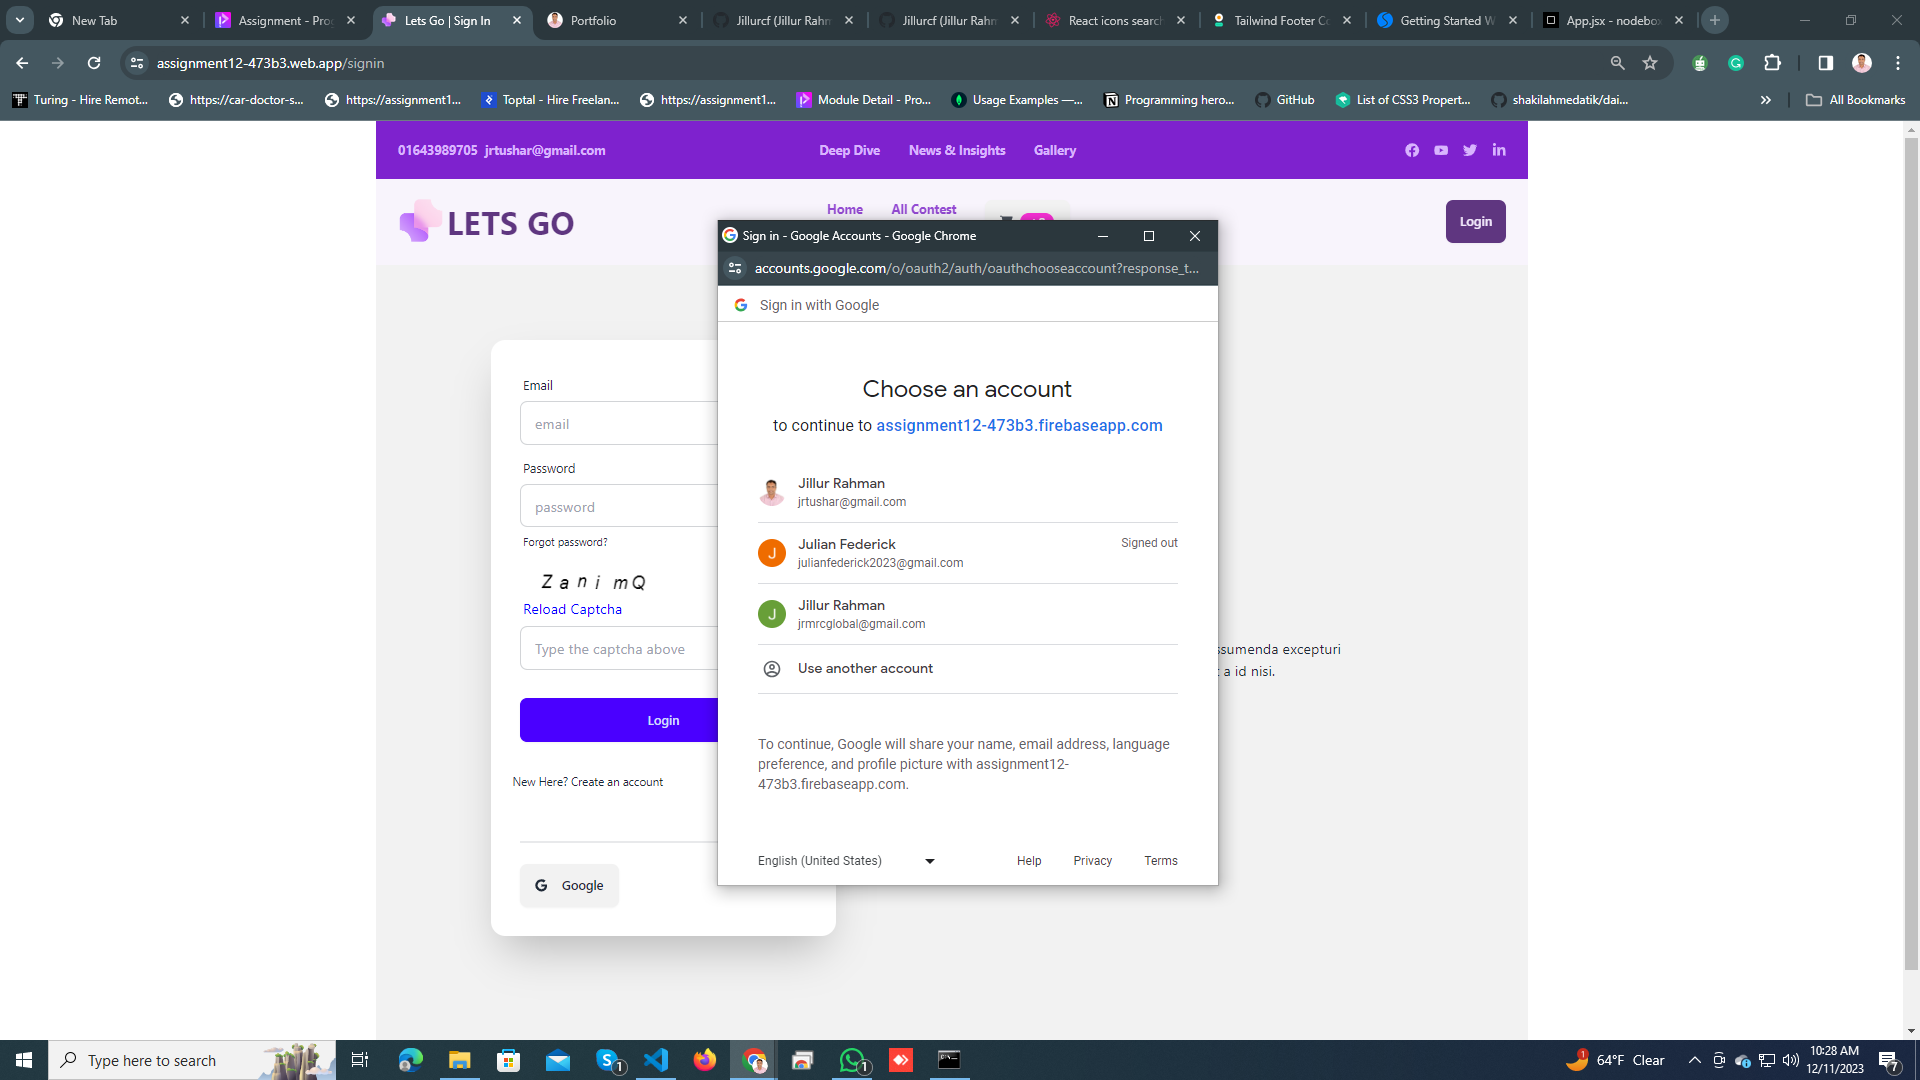 New Tab
Assignment - Pro
Lets Go | Sign In
Portfolio
Jillurcf (Jillur Rahm
Jillurcf (Jillur Rahm
React icons search
Tailwind Footer Co
Getting Started W
App.jsx - nodebox
assignment12-473b3.web.app/signin
Turing - Hire Remot...
https://car-doctor-s...
https://assignment1...
Toptal - Hire Freelan...
https://assignment1...
Module Detail - Pro...
Usage Examples —...
Programming hero...
GitHub
List of CSS3 Propert...
shakilahmedatik/dai...
All Bookmarks
01643989705 jrtushar@gmail.com
Deep Dive
News & Insights
Gallery
LETS GO
Home
All Contest
Login
Sign in - Google Accounts - Google Chrome
accounts.google.com/o/oauth2/auth/oauthchooseaccount?response_t...
Sign in with Google
Choose an account
to continue to assignment12-473b3.firebaseapp.com
Jillur Rahman
jrtushar@gmail.com
Julian Federick
julianfederick2023@gmail.com
Signed out
Jillur Rahman
jrmrcglobal@gmail.com
Use another account
To continue, Google will share your name, email address, language
preference, and profile picture with assignment12-
473b3.firebaseapp.com.
English (United States)
Help
Privacy
Terms
Email
email
Password
password
Forgot password?
Z a n i m Q
Reload Captcha
Type the captcha above
Login
New Here? Create an account
Google
ssumenda excepturi
a id nisi.
Type here to search
1
1
1
64°F Clear
10:28 AM
12/11/2023
7